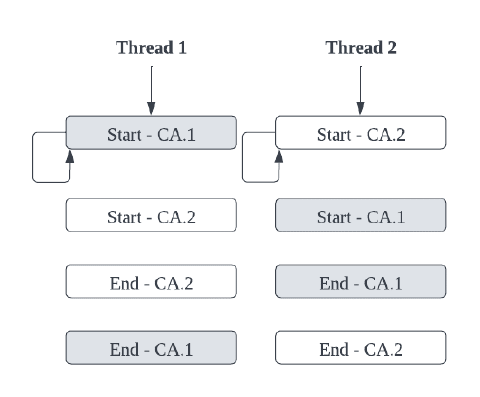 Thread 1
Thread 2
Start - CA.1
Start - CA.2
Start - CA.2
Start - CA.1
End - CA.2
End - CA.1
End - CA.1
End - CA.2